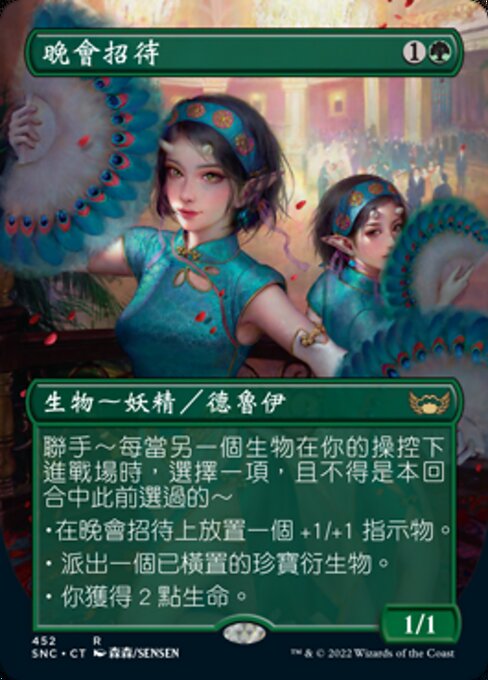 晚會招待 1
生物～妖精／德魯伊
聯手～每當另一個生物在你的操控下
進戰場時，選擇一項，且不得是本回
合中此前選過的～
•在晚會招待上放置一個 +1/+1 指示物。
•派出一個已橫置的珍寶衍生物。
•你獲得 2 點生命。
1/1
452 R
SNC • CT 森森/SENSEN
™ & © 2022 Wizards of the Coast